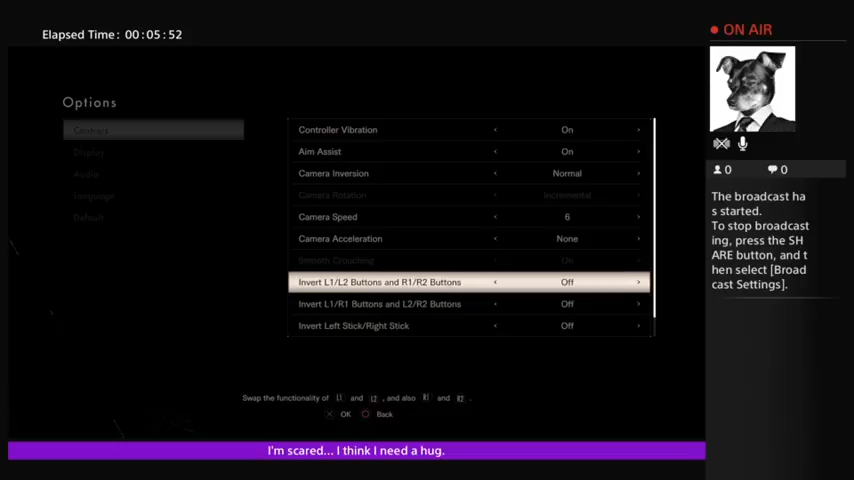 Elapsed Time: 00:05:52
Options
Controls
Display
Audio
Language
Default
Controller Vibration ‹ On ›
Aim Assist ‹ On ›
Camera Inversion ‹ Normal ›
Camera Rotation ‹ Incremental ›
Camera Speed ‹ 6 ›
Camera Acceleration ‹ None ›
Smooth Crouching ‹ On ›
Invert L1/L2 Buttons and R1/R2 Buttons ‹ Off ›
Invert L1/R1 Buttons and L2/R2 Buttons ‹ Off ›
Invert Left Stick/Right Stick ‹ Off ›
Swap the functionality of L1 and L2 , and also R1 and R2 .
OK Back
I'm scared... I think I need a hug.
ON AIR
0 0
The broadcast ha
s started.
To stop broadcast
ing, press the SH
ARE button, and t
hen select [Broad
cast Settings].